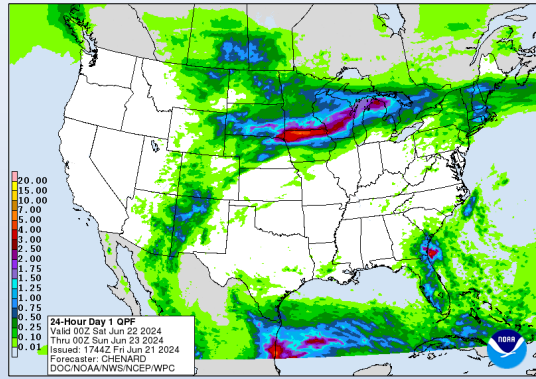 20.00
15.00
10.00
7.00
5.00
4.00
3.00
2.50
2.00
1.75
1.50
1.25
1.00
0.75
0.50
0.25
0.10
0.01
24-Hour Day 1 QPF
Valid 00Z Sat Jun 22 2024
Thru 00Z Sun Jun 23 2024
Issued: 1744Z Fri Jun 21 2024
Forecaster: CHENARD
DOC/NOAA/NWS/NCEP/WPC
NOAA